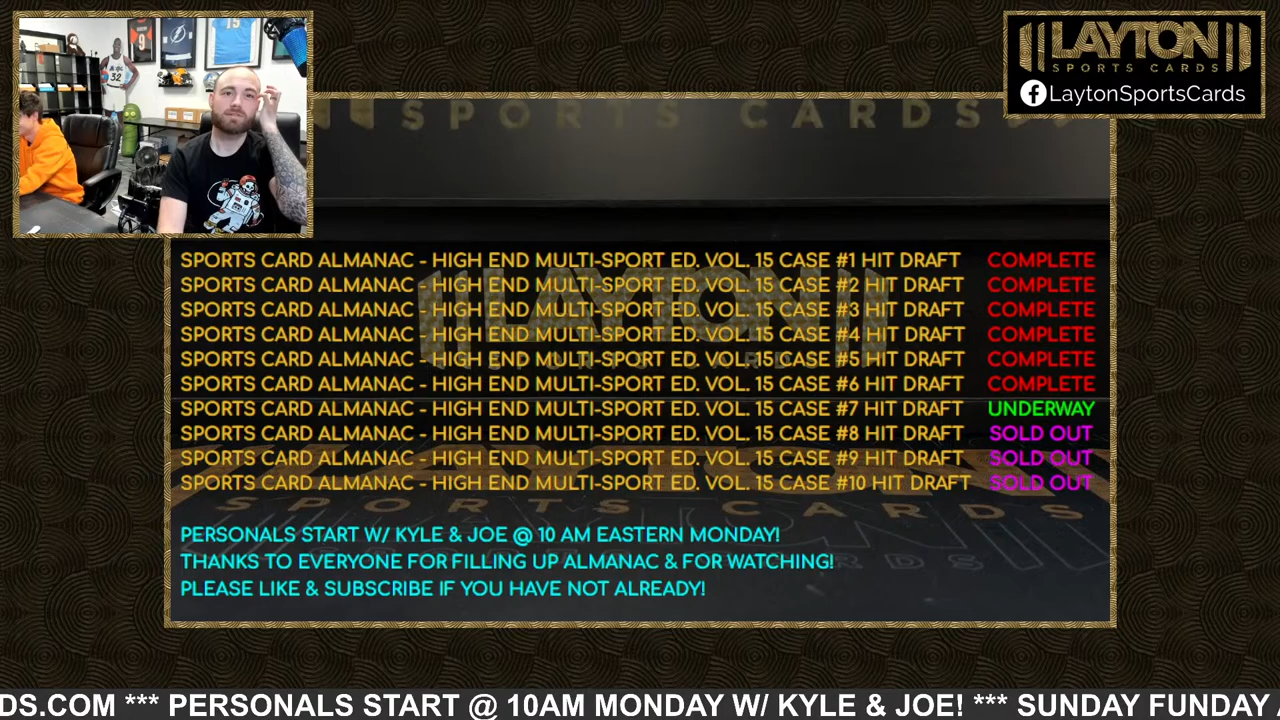 LAYTON
SPORTS CARDS
LaytonSportsCards
SPORTS CARDS
SPORTS CARD ALMANAC - HIGH END MULTI-SPORT ED. VOL. 15 CASE #1 HIT DRAFT COMPLETE
SPORTS CARD ALMANAC - HIGH END MULTI-SPORT ED. VOL. 15 CASE #2 HIT DRAFT COMPLETE
SPORTS CARD ALMANAC - HIGH END MULTI-SPORT ED. VOL. 15 CASE #3 HIT DRAFT COMPLETE
SPORTS CARD ALMANAC - HIGH END MULTI-SPORT ED. VOL. 15 CASE #4 HIT DRAFT COMPLETE
SPORTS CARD ALMANAC - HIGH END MULTI-SPORT ED. VOL. 15 CASE #5 HIT DRAFT COMPLETE
SPORTS CARD ALMANAC - HIGH END MULTI-SPORT ED. VOL. 15 CASE #6 HIT DRAFT COMPLETE
SPORTS CARD ALMANAC - HIGH END MULTI-SPORT ED. VOL. 15 CASE #7 HIT DRAFT UNDERWAY
SPORTS CARD ALMANAC - HIGH END MULTI-SPORT ED. VOL. 15 CASE #8 HIT DRAFT SOLD OUT
SPORTS CARD ALMANAC - HIGH END MULTI-SPORT ED. VOL. 15 CASE #9 HIT DRAFT SOLD OUT
SPORTS CARD ALMANAC - HIGH END MULTI-SPORT ED. VOL. 15 CASE #10 HIT DRAFT SOLD OUT
SPORTS CARDS
PERSONALS START W/ KYLE & JOE @ 10 AM EASTERN MONDAY!
THANKS TO EVERYONE FOR FILLING UP ALMANAC & FOR WATCHING!
PLEASE LIKE & SUBSCRIBE IF YOU HAVE NOT ALREADY!
DS.COM *** PERSONALS START @ 10AM MONDAY W/ KYLE & JOE! *** SUNDAY FUNDAY